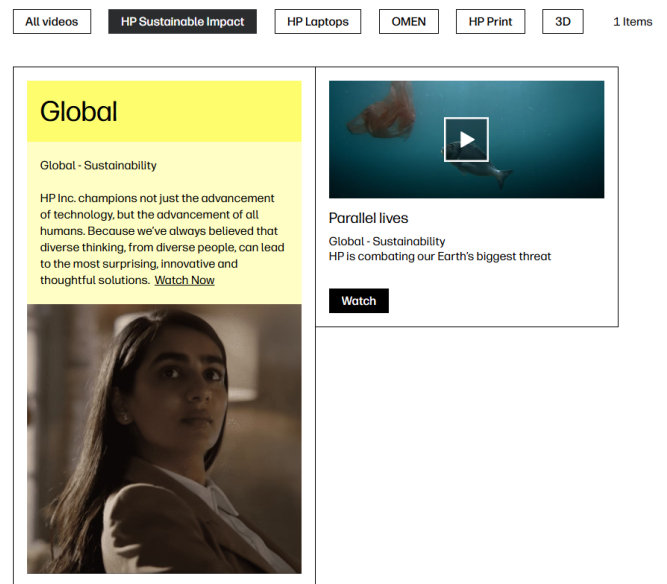 All videos
HP Sustainable Impact
HP Laptops
OMEN
HP Print
3D
1 Items
Global
Global - Sustainability
HP Inc. champions not just the advancement
of technology, but the advancement of all
humans. Because we've always believed that
diverse thinking, from diverse people, can lead
to the most surprising, innovative and
thoughtful solutions. Watch Now
Parallel lives
Global - Sustainability
HP is combating our Earth's biggest threat
Watch